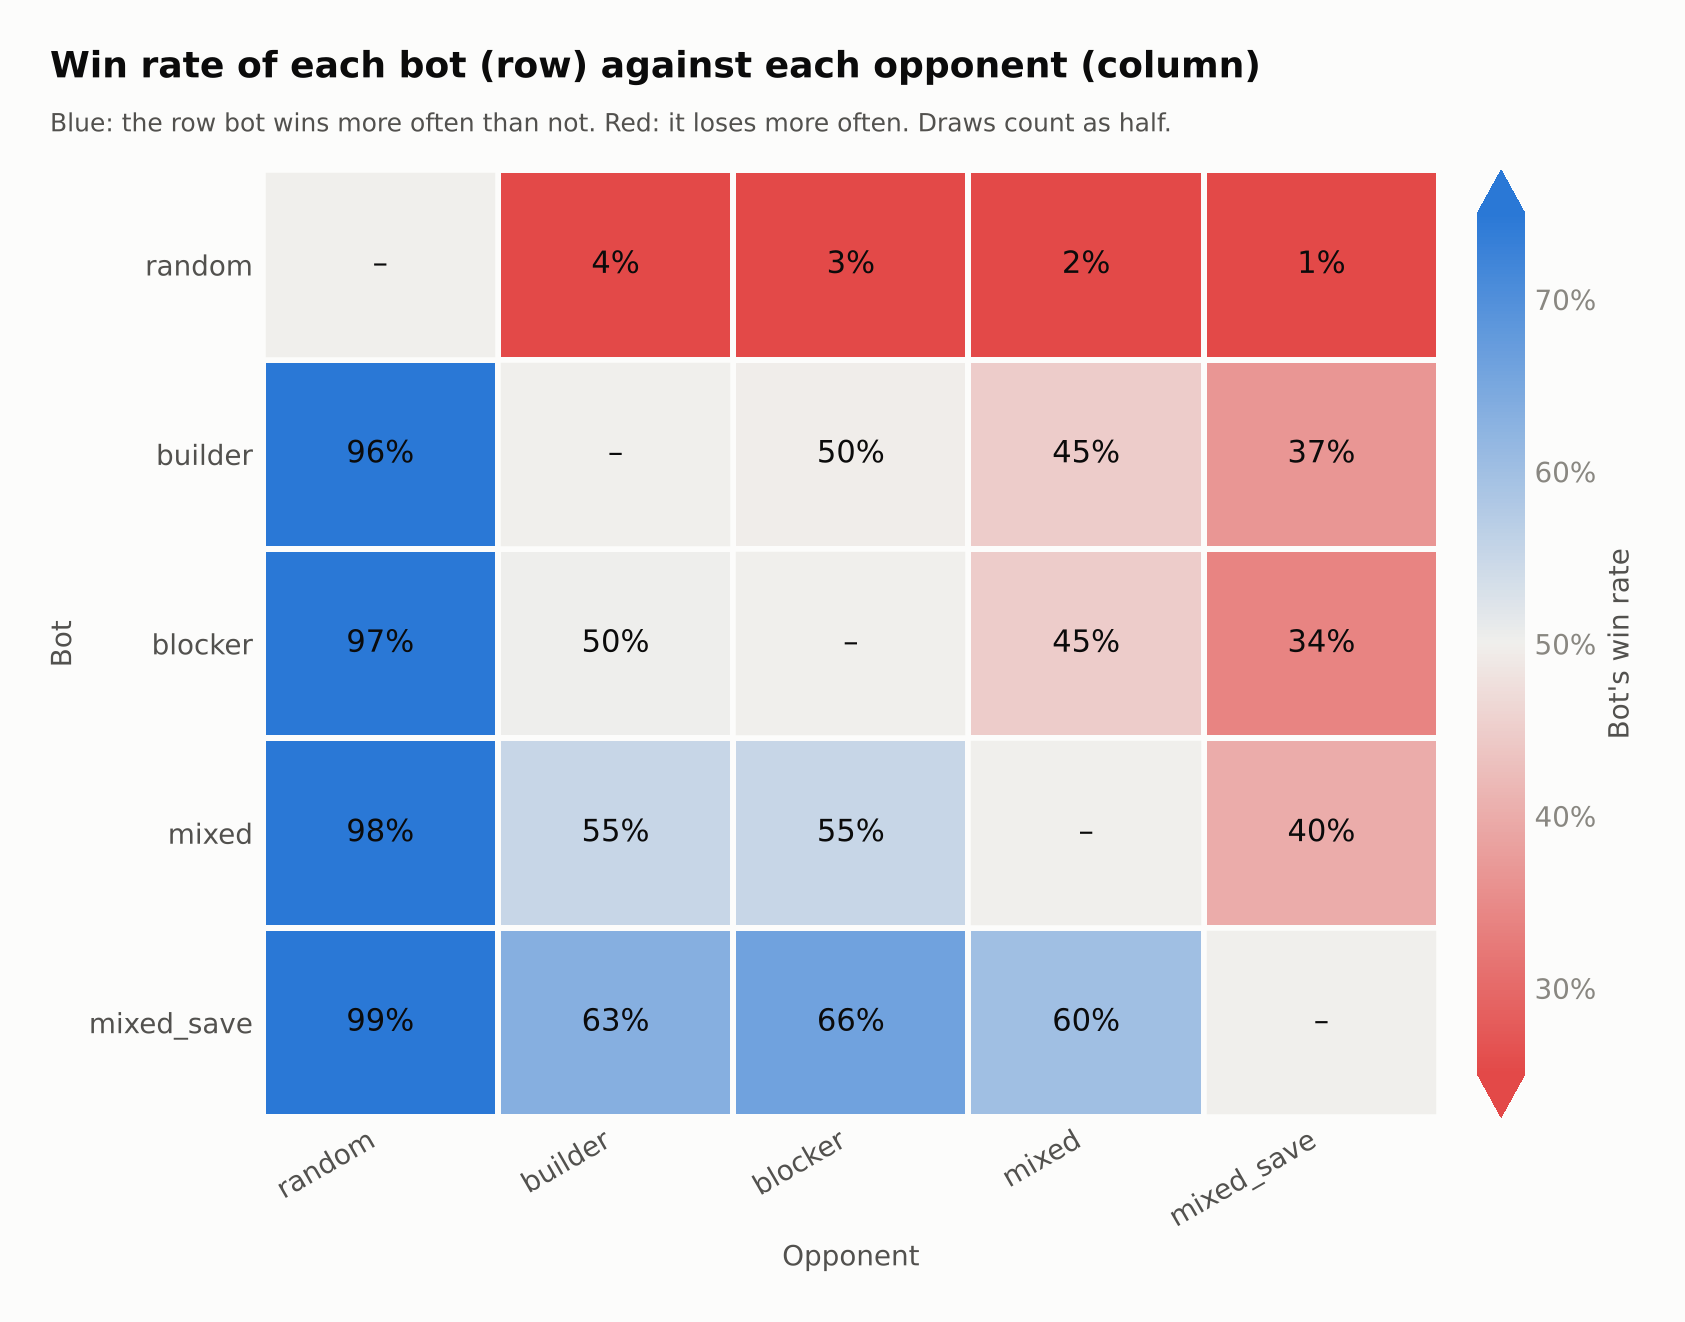 Win rate of each bot (row) against each opponent (column)
Blue: the row bot wins more often than not. Red: it loses more often. Draws count as half.
random – 4% 3% 2% 1%
builder 96% – 50% 45% 37%
blocker 97% 50% – 45% 34%
mixed 98% 55% 55% – 40%
mixed_save 99% 63% 66% 60% –
Bot
random builder blocker mixed mixed_save
Opponent
70%
60%
50%
40%
30%
Bot's win rate